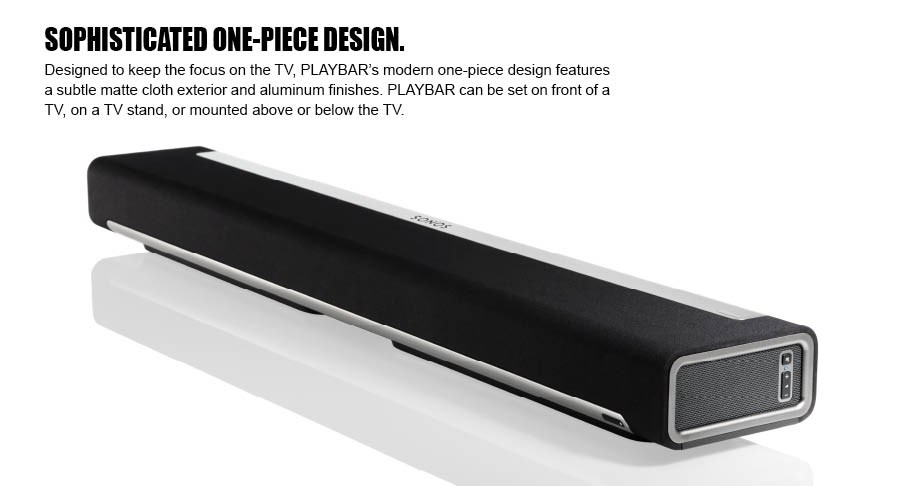 SOPHISTICATED ONE-PIECE DESIGN.
Designed to keep the focus on the TV, PLAYBAR’s modern one-piece design features
a subtle matte cloth exterior and aluminum finishes. PLAYBAR can be set on front of a
TV, on a TV stand, or mounted above or below the TV.
SONOS